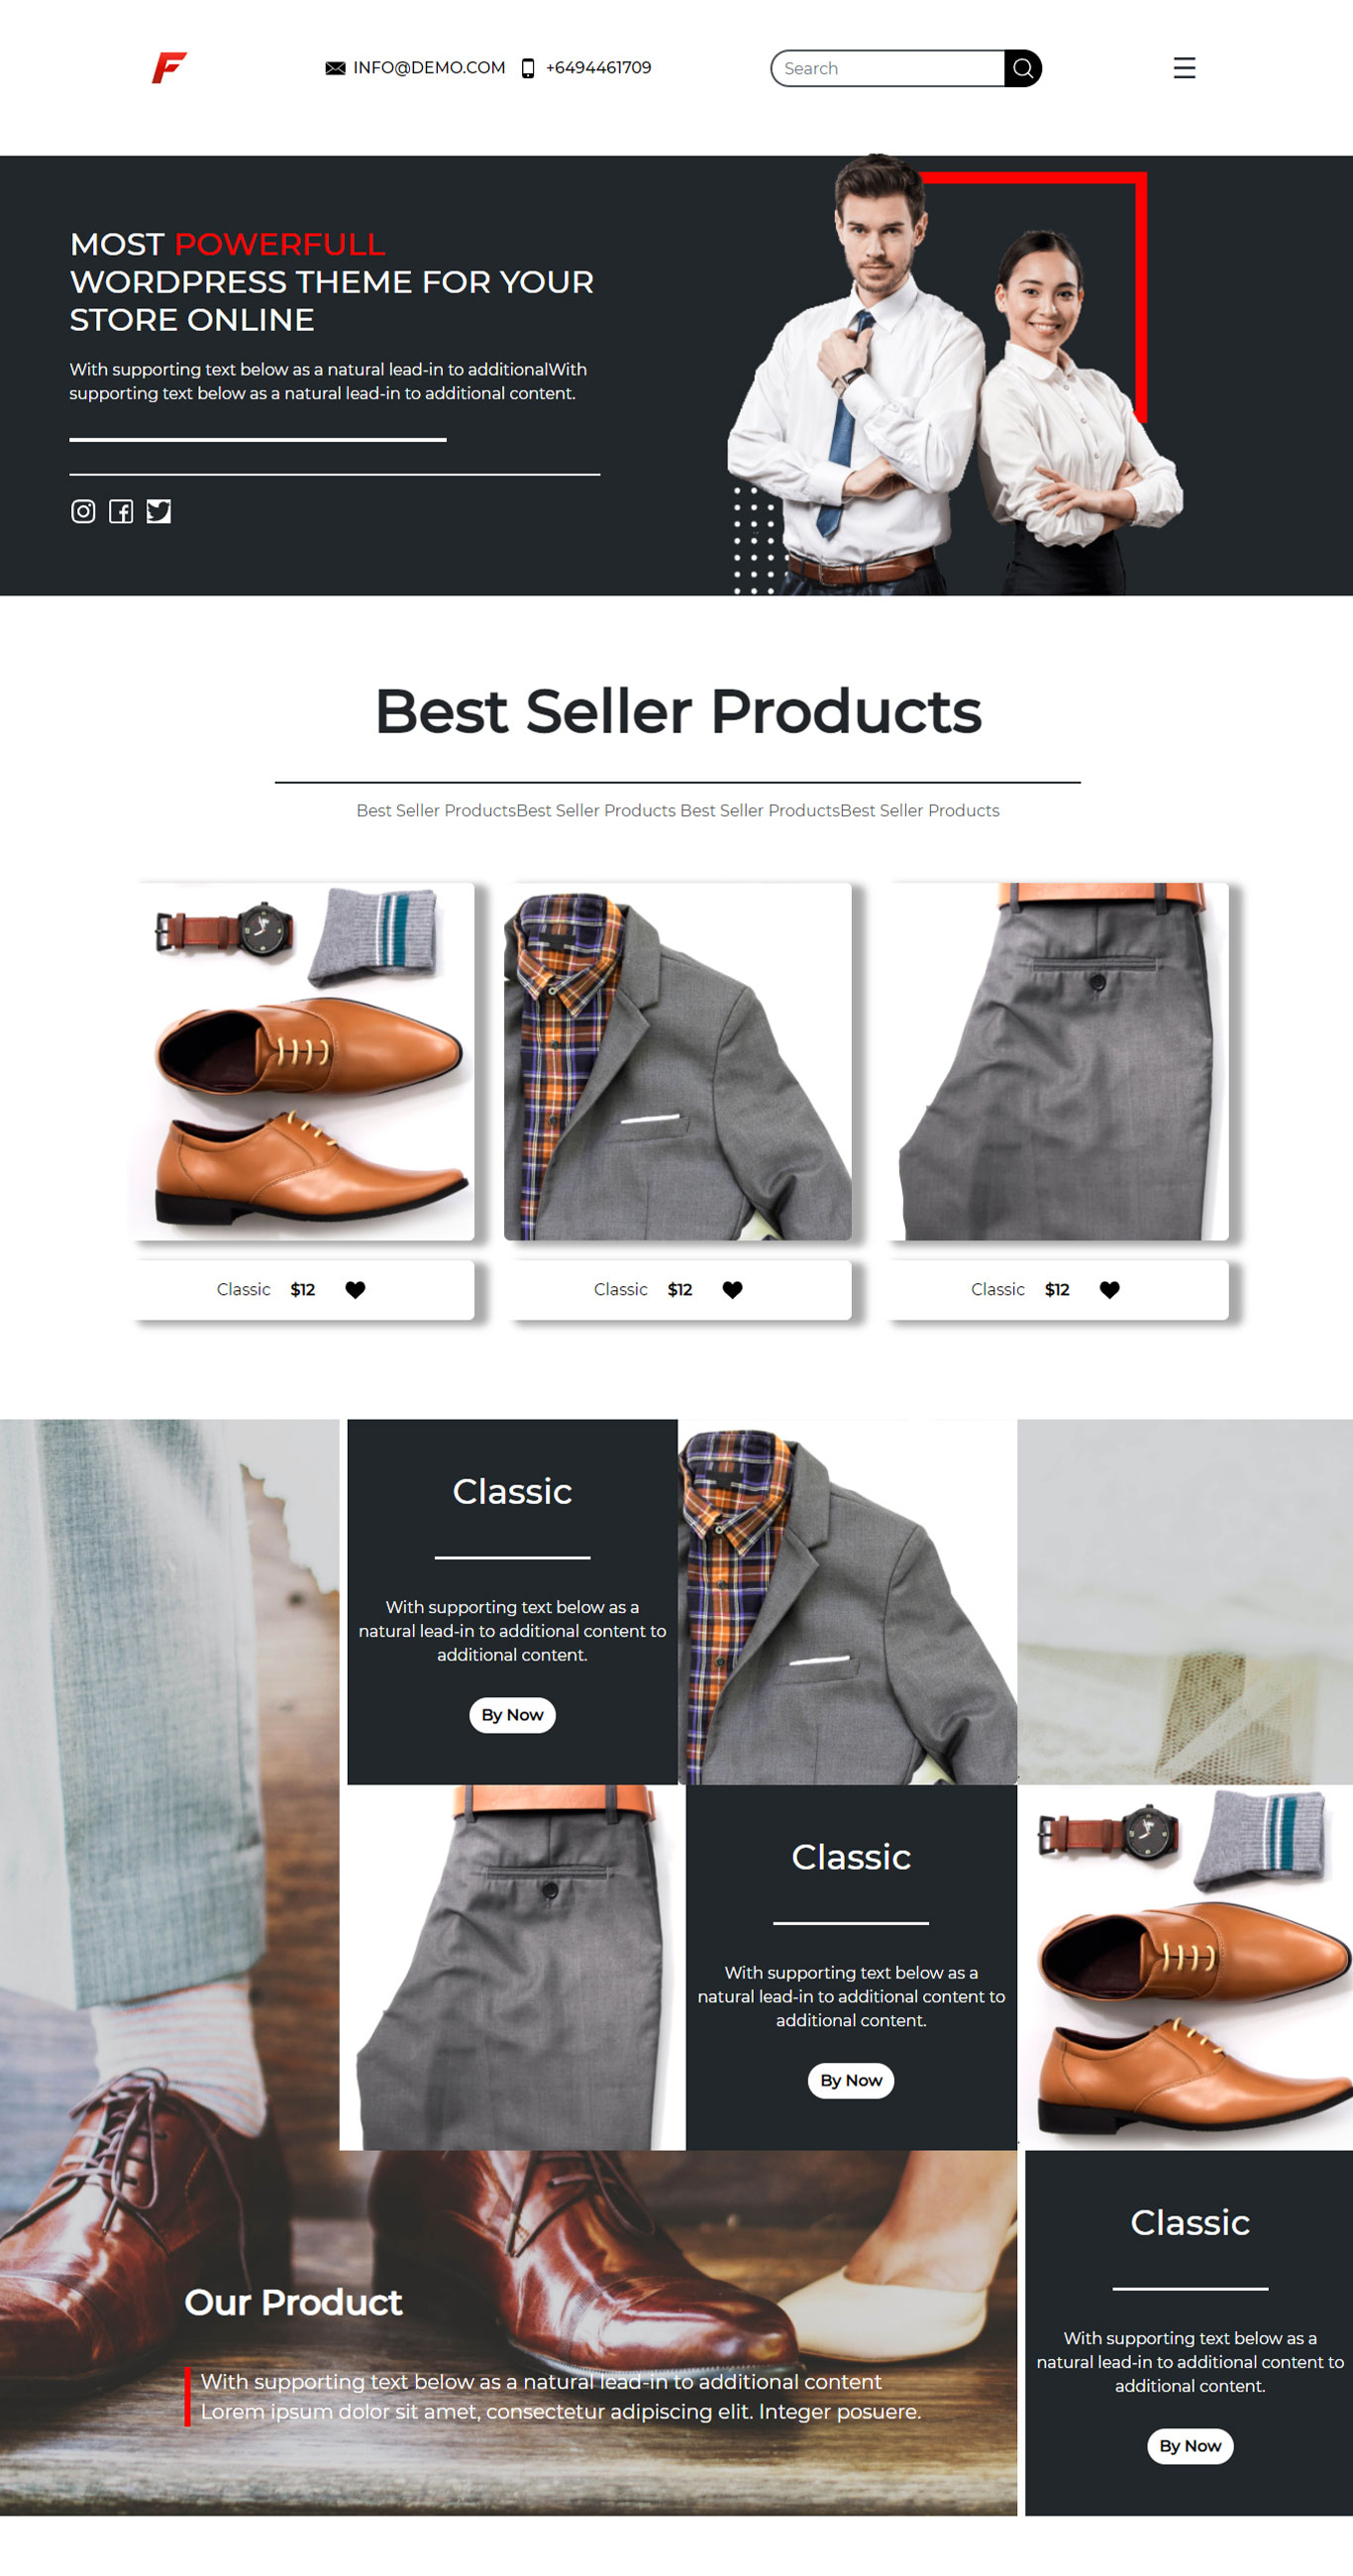 F
INFO@DEMO.COM +6494461709 Search
MOST POWERFULL
WORDPRESS THEME FOR YOUR
STORE ONLINE
With supporting text below as a natural lead-in to additionalWith
supporting text below as a natural lead-in to additional content.
Best Seller Products
Best Seller ProductsBest Seller Products Best Seller ProductsBest Seller Products
Classic $12
Classic $12
Classic $12
Classic
With supporting text below as a
natural lead-in to additional content to
additional content.
By Now
Classic
With supporting text below as a
natural lead-in to additional content to
additional content.
By Now
Our Product
With supporting text below as a natural lead-in to additional content
Lorem ipsum dolor sit amet, consectetur adipiscing elit. Integer posuere.
Classic
With supporting text below as a
natural lead-in to additional content to
additional content.
By Now